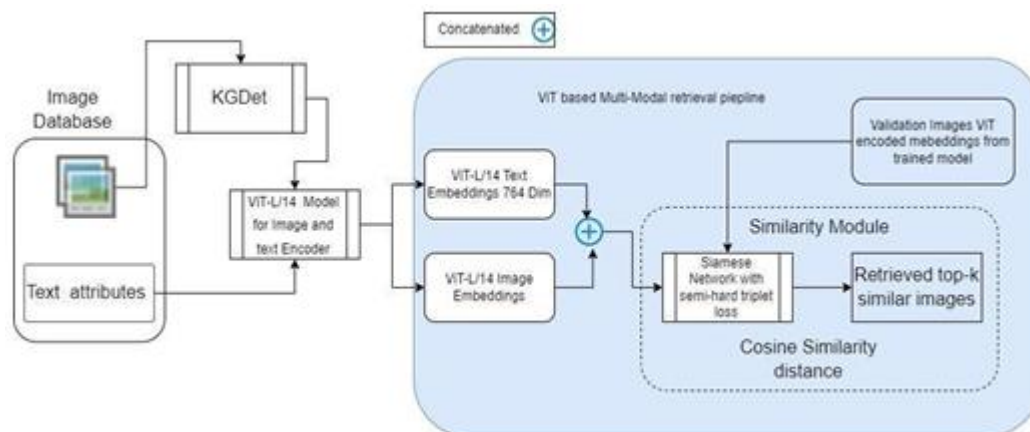 Concatenated
ViT based Multi-Modal retrieval piepline
Image
Database
KGDet
Text attributes
ViT-L/14 Model
for Image and
text Encoder
ViT-L/14 Text
Embeddings 764 Dim
ViT-L/14 Image
Embeddings
Validation Images ViT
encoded mebeddings from
trained model
Similarity Module
Siamese
Network with
semi-hard triplet
loss
Retrieved top-k
similar images
Cosine Similarity
distance